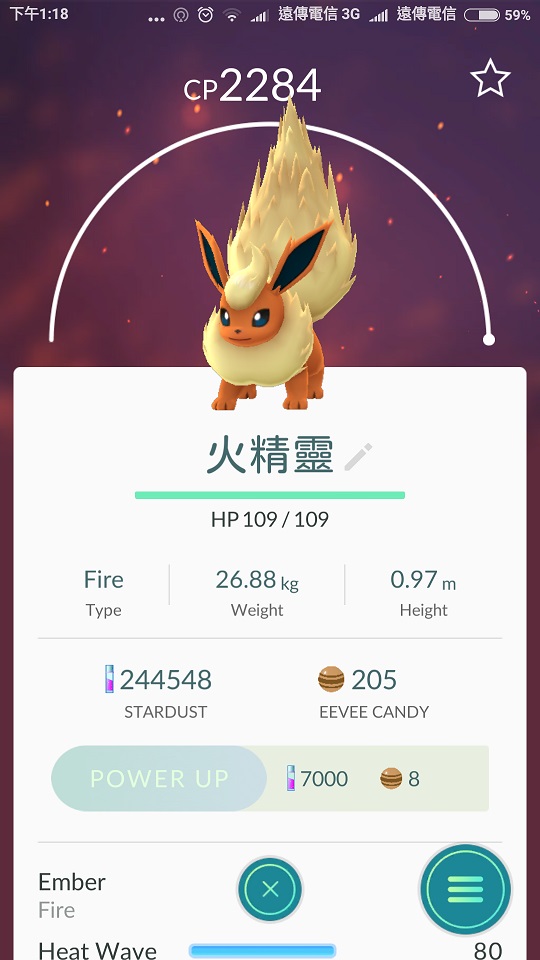 下午1:18 ... 遠傳電信 3G 遠傳電信 59%
CP2284
火精靈
HP 109 / 109
Fire 26.88 kg 0.97 m
Type Weight Height
244548 205
STARDUST EEVEE CANDY
POWER UP 7000 8
Ember
Fire
Heat Wave 80